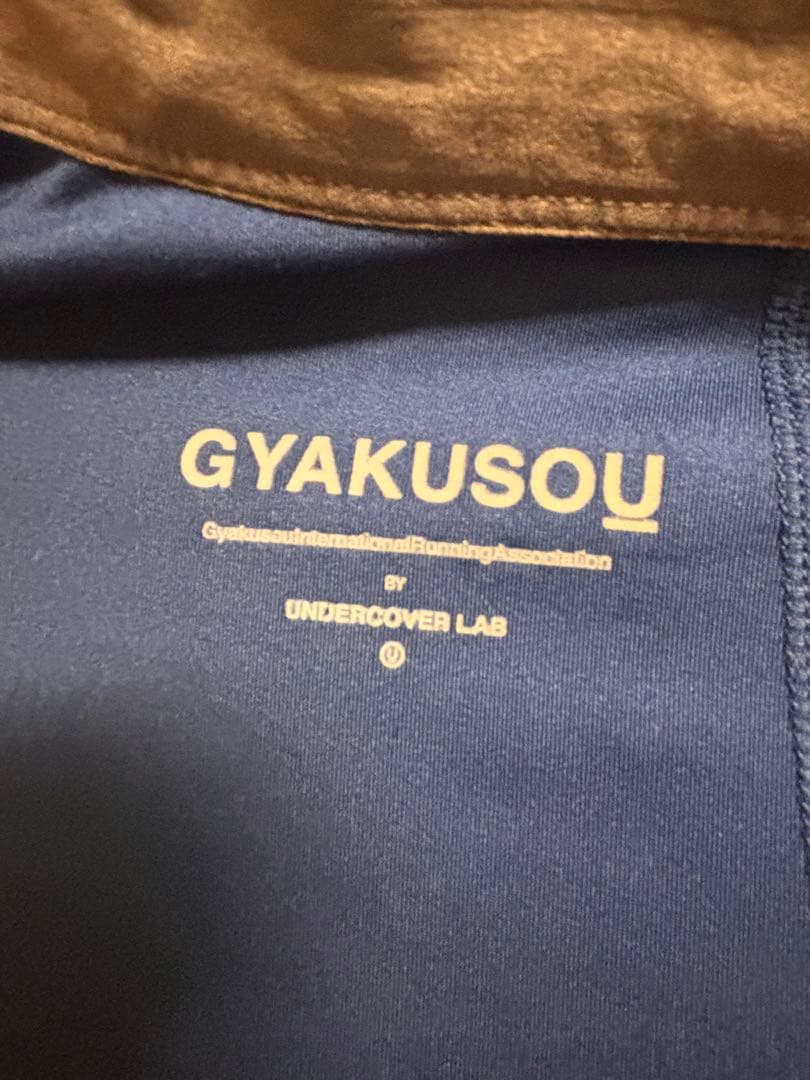 GYAKUSOU
GyakusouInternationalRunningAssociation
BY
UNDERCOVER LAB
U